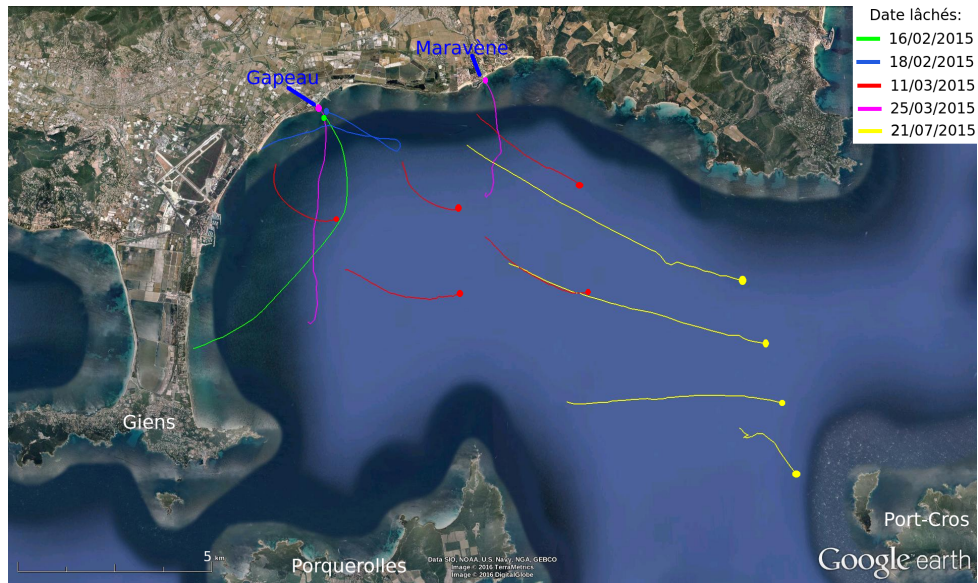 Date lâchés:
16/02/2015
18/02/2015
11/03/2015
25/03/2015
21/07/2015
Maravène
Gapeau
Giens
Port-Cros
5 km
Porquerolles
Data SIO, NOAA, U.S. Navy, NGA, GEBCO
Image © 2016 TerraMetrics
Image © 2016 DigitalGlobe
Google earth